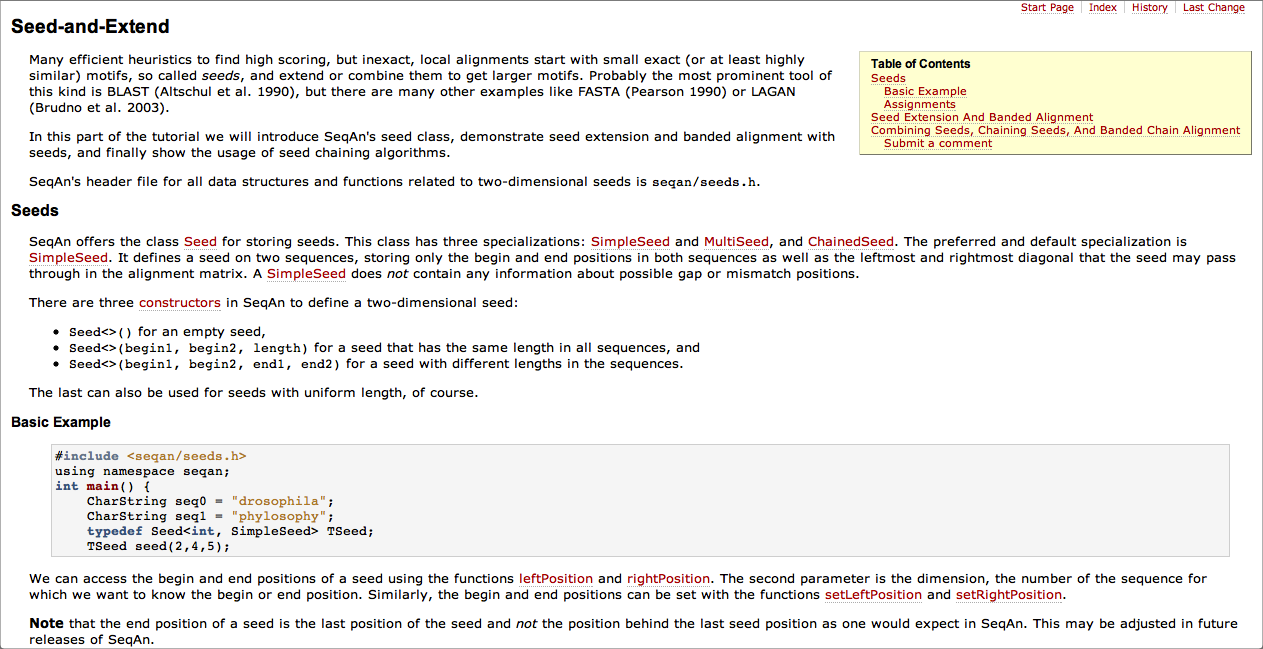 Start Page | Index | History | Last Change
Seed-and-Extend
Many efficient heuristics to find high scoring, but inexact, local alignments start with small exact (or at least highly
similar) motifs, so called seeds, and extend or combine them to get larger motifs. Probably the most prominent tool of
this kind is BLAST (Altschul et al. 1990), but there are many other examples like FASTA (Pearson 1990) or LAGAN
(Brudno et al. 2003).
In this part of the tutorial we will introduce SeqAn's seed class, demonstrate seed extension and banded alignment with
seeds, and finally show the usage of seed chaining algorithms.
SeqAn's header file for all data structures and functions related to two-dimensional seeds is seqan/seeds.h.
Table of Contents
Seeds
Basic Example
Assignments
Seed Extension And Banded Alignment
Combining Seeds, Chaining Seeds, And Banded Chain Alignment
Submit a comment
Seeds
SeqAn offers the class Seed for storing seeds. This class has three specializations: SimpleSeed and MultiSeed, and ChainedSeed. The preferred and default specialization is
SimpleSeed. It defines a seed on two sequences, storing only the begin and end positions in both sequences as well as the leftmost and rightmost diagonal that the seed may pass
through in the alignment matrix. A SimpleSeed does not contain any information about possible gap or mismatch positions.
There are three constructors in SeqAn to define a two-dimensional seed:
• Seed<>() for an empty seed,
• Seed<>(begin1, begin2, length) for a seed that has the same length in all sequences, and
• Seed<>(begin1, begin2, end1, end2) for a seed with different lengths in the sequences.
The last can also be used for seeds with uniform length, of course.
Basic Example
#include <seqan/seeds.h>
using namespace seqan;
int main() {
    CharString seq0 = "drosophila";
    CharString seq1 = "phylosophy";
    typedef Seed<int, SimpleSeed> TSeed;
    TSeed seed(2,4,5);
We can access the begin and end positions of a seed using the functions leftPosition and rightPosition. The second parameter is the dimension, the number of the sequence for
which we want to know the begin or end position. Similarly, the begin and end positions can be set with the functions setLeftPosition and setRightPosition.
Note that the end position of a seed is the last position of the seed and not the position behind the last seed position as one would expect in SeqAn. This may be adjusted in future
releases of SeqAn.